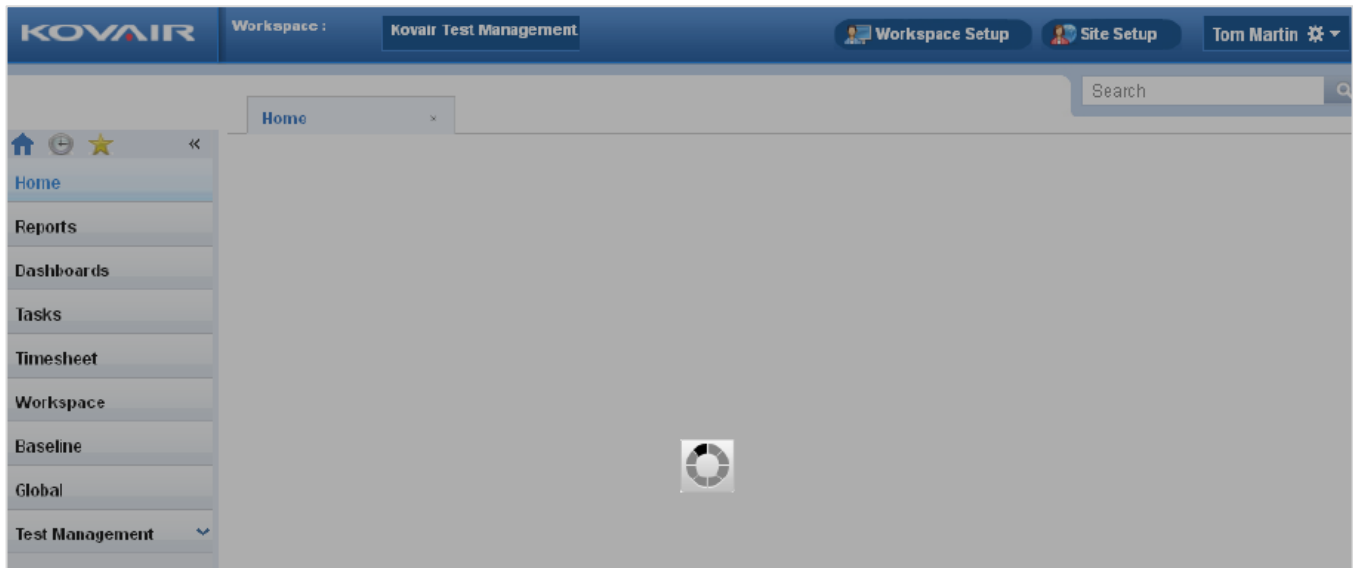 KOVAIR
Workspace :
Kovair Test Management
Workspace Setup
Site Setup
Tom Martin
Search
Home
Home
Reports
Dashboards
Tasks
Timesheet
Workspace
Baseline
Global
Test Management